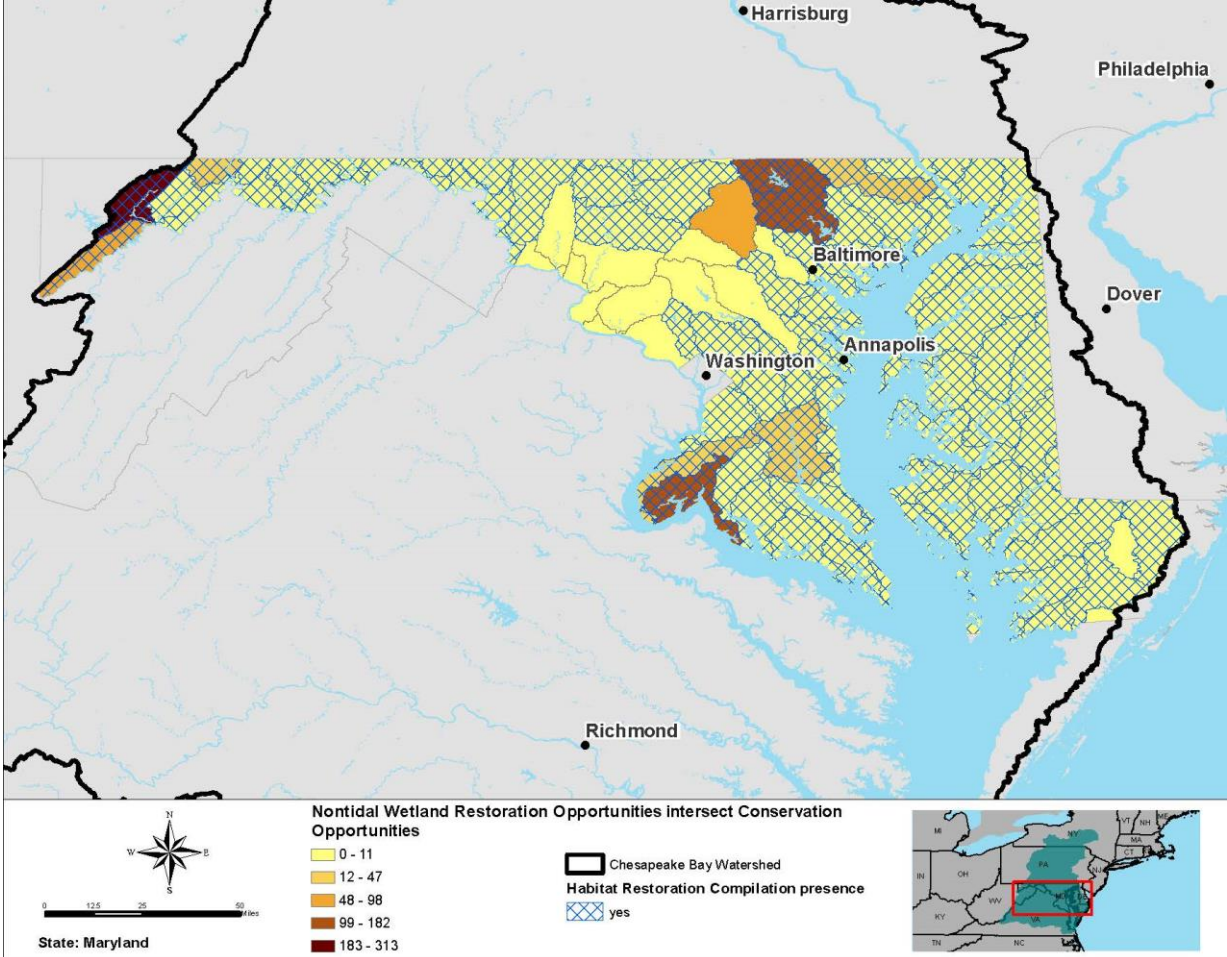 Harrisburg
Philadelphia
Baltimore
Dover
Annapolis
Washington
Richmond
Nontidal Wetland Restoration Opportunities intersect Conservation
Opportunities
0 - 11
12 - 47
48 - 98
99 - 182
183 - 313
Chesapeake Bay Watershed
Habitat Restoration Compilation presence
yes
N
W
E
S
0 12.5 25 50
Miles
State: Maryland
MI
NY
VT
NH
ME
MA
CT
PA
NJ
IN
OH
WV
KY
VA
TN
NC